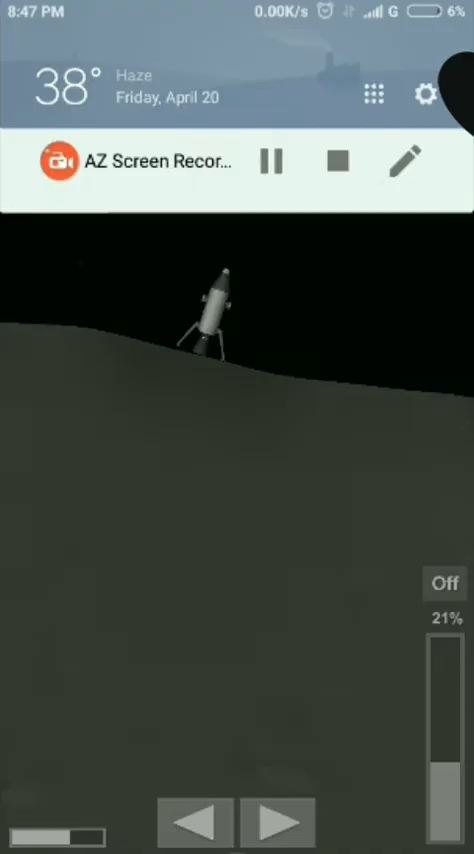 8:47 PM 0.00K/s G 6%
38° Haze
Friday, April 20
AZ Screen Recor...
Off
21%